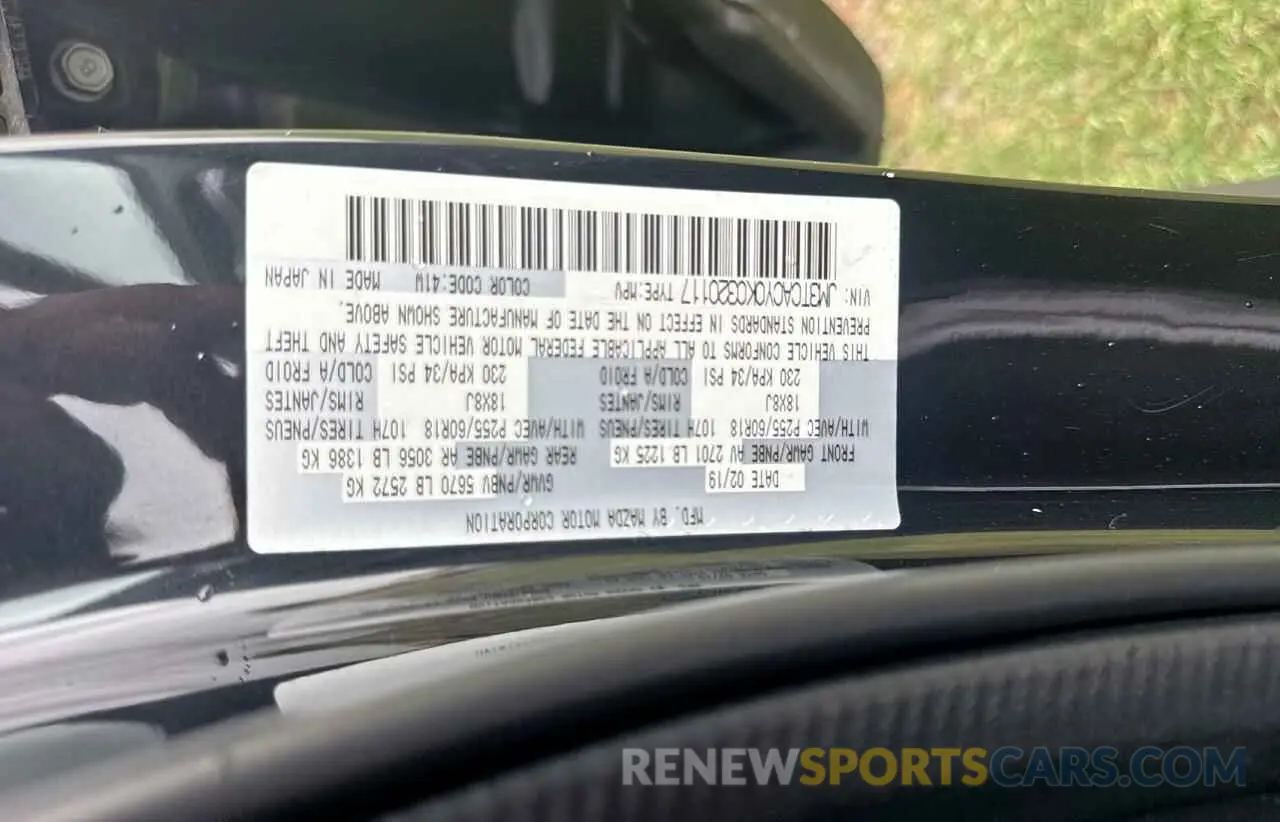 MFD. BY MAZDA MOTOR CORPORATION
DATE 02/19 GVWR/PNBV 5670 LB 2572 KG
FRONT GAWR/PNBE AV 2701 LB 1225 KG REAR GAWR/PNBE AR 3056 LB 1386 KG
WITH/AVEC P255/60R18 107H TIRES/PNEUS WITH/AVEC P255/60R18 107H TIRES/PNEUS
18X8J RIMS/JANTES 18X8J RIMS/JANTES
230 KPA/34 PSI COLD/A FROID 230 KPA/34 PSI COLD/A FROID
THIS VEHICLE CONFORMS TO ALL APPLICABLE FEDERAL MOTOR VEHICLE SAFETY AND THEFT
PREVENTION STANDARDS IN EFFECT ON THE DATE OF MANUFACTURE SHOWN ABOVE.
VIN: JM3TCACY0K0320117 TYPE:MPV COLOR CODE:41W MADE IN JAPAN
8
RENEWSPORTSCARS.COM